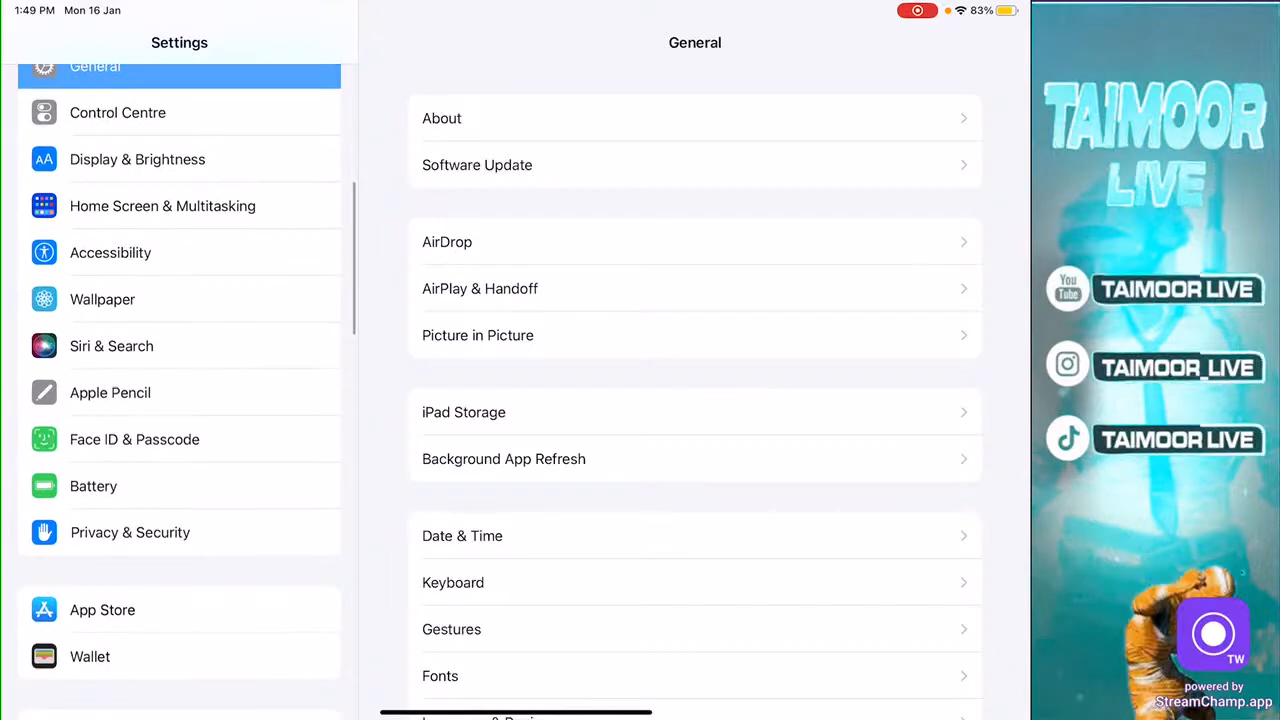 1:49 PM Mon 16 Jan
83%
Settings
General
Control Centre
AA Display & Brightness
Home Screen & Multitasking
Accessibility
Wallpaper
Siri & Search
Apple Pencil
Face ID & Passcode
Battery
Privacy & Security
App Store
Wallet
General
About
Software Update
AirDrop
AirPlay & Handoff
Picture in Picture
iPad Storage
Background App Refresh
Date & Time
Keyboard
Gestures
Fonts
TAIMOOR
LIVE
You
Tube
TAIMOOR LIVE
TAIMOOR_LIVE
TAIMOOR LIVE
TW
powered by
StreamChamp.app